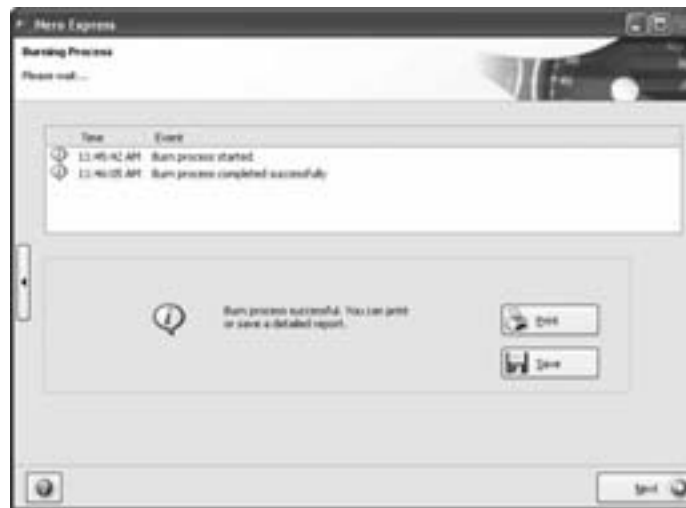 Nero Express
Burning Process
Please wait...
Time Event
11:45:42 AM Burn process started
11:46:05 AM Burn process completed successfully
Burn process successful. You can print
or save a detailed report.
Print
Save
Next